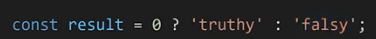 const result = 0 ? 'truthy' : 'falsy';